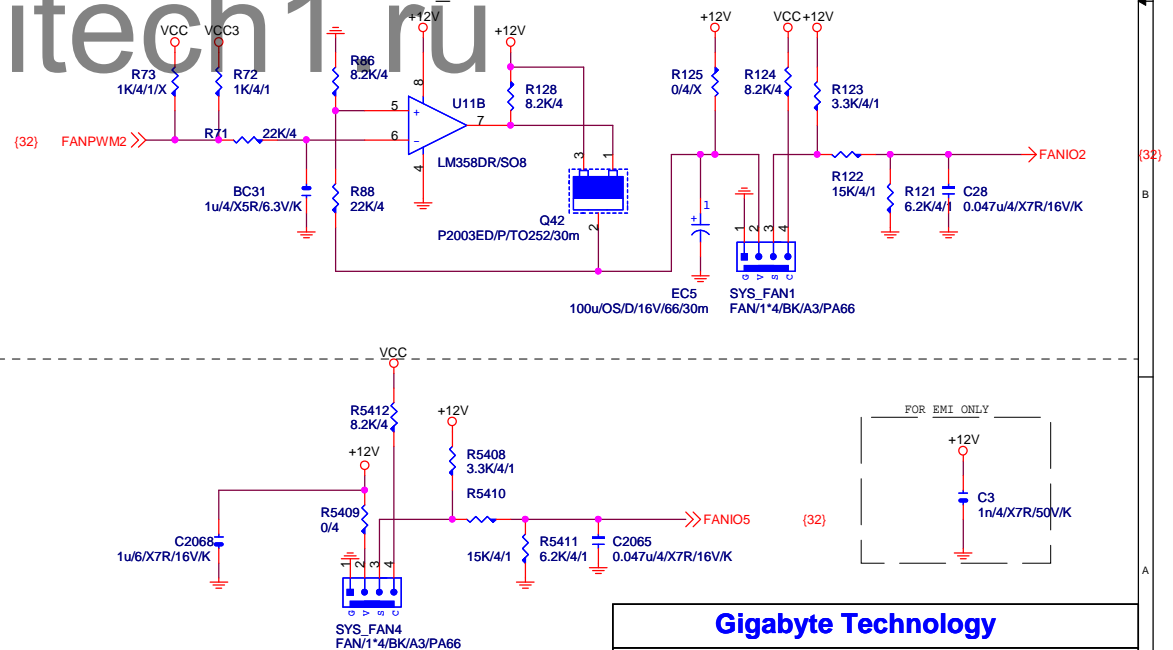 itech1.ru
VCC
VCC3
+12V
+12V
+12V
VCC
+12V
R73
1K/4/1/X
R72
1K/4/1
R86
8.2K/4
8
U11B
R128
8.2K/4
R125
0/4/X
R124
8.2K/4
R123
3.3K/4/1
5
+
7
{32}
FANPWM2
R71
22K/4
6
-
LM358DR/SO8
4
3
1
FANIO2
{32}
BC31
1u/4/X5R/6.3V/K
R88
22K/4
R122
15K/4/1
R121
6.2K/4/1
C28
0.047u/4/X7R/16V/K
B
Q42
P2003ED/P/TO252/30m
2
1
+
1
2
3
4
G
V
S
C
EC5
100u/OS/D/16V/66/30m
SYS_FAN1
FAN/1*4/BK/A3/PA66
VCC
R5412
8.2K/4
+12V
+12V
R5408
3.3K/4/1
R5410
R5409
0/4
FANIO5
{32}
C2068
1u/6/X7R/16V/K
15K/4/1
R5411
6.2K/4/1
C2065
0.047u/4/X7R/16V/K
1
2
3
4
G
V
S
C
SYS_FAN4
FAN/1*4/BK/A3/PA66
FOR EMI ONLY
+12V
C3
1n/4/X7R/50V/K
A
Gigabyte Technology